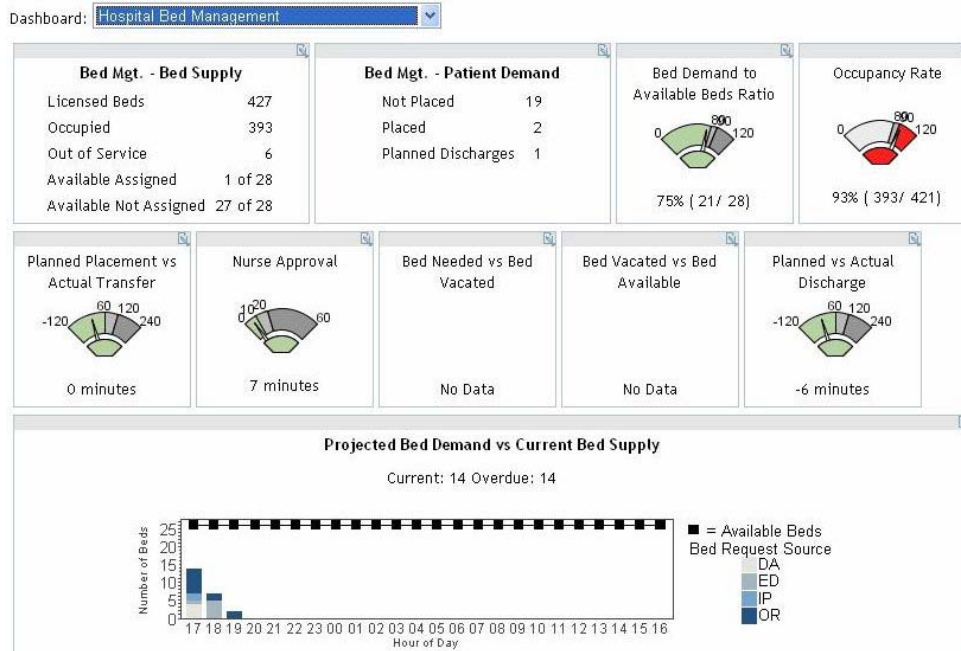 Dashboard: Hospital Bed Management
Bed Mgt. - Bed Supply
Licensed Beds 427
Occupied 393
Out of Service 6
Available Assigned 1 of 28
Available Not Assigned 27 of 28
Bed Mgt. - Patient Demand
Not Placed 19
Placed 2
Planned Discharges 1
Bed Demand to
Available Beds Ratio
0 80 90 120
75% ( 21/ 28)
Occupancy Rate
0 80 90 120
93% ( 393/ 421)
Planned Placement vs
Actual Transfer
-120 60 120 240
0 minutes
Nurse Approval
0 10 20 60
7 minutes
Bed Needed vs Bed
Vacated
No Data
Bed Vacated vs Bed
Available
No Data
Planned vs Actual
Discharge
-120 60 120 240
-6 minutes
Projected Bed Demand vs Current Bed Supply
Current: 14 Overdue: 14
Number of Beds
25
20
15
10
5
0
17 18 19 20 21 22 23 00 01 02 03 04 05 06 07 08 09 10 11 12 13 14 15 16
Hour of Day
= Available Beds
Bed Request Source
DA
ED
IP
OR